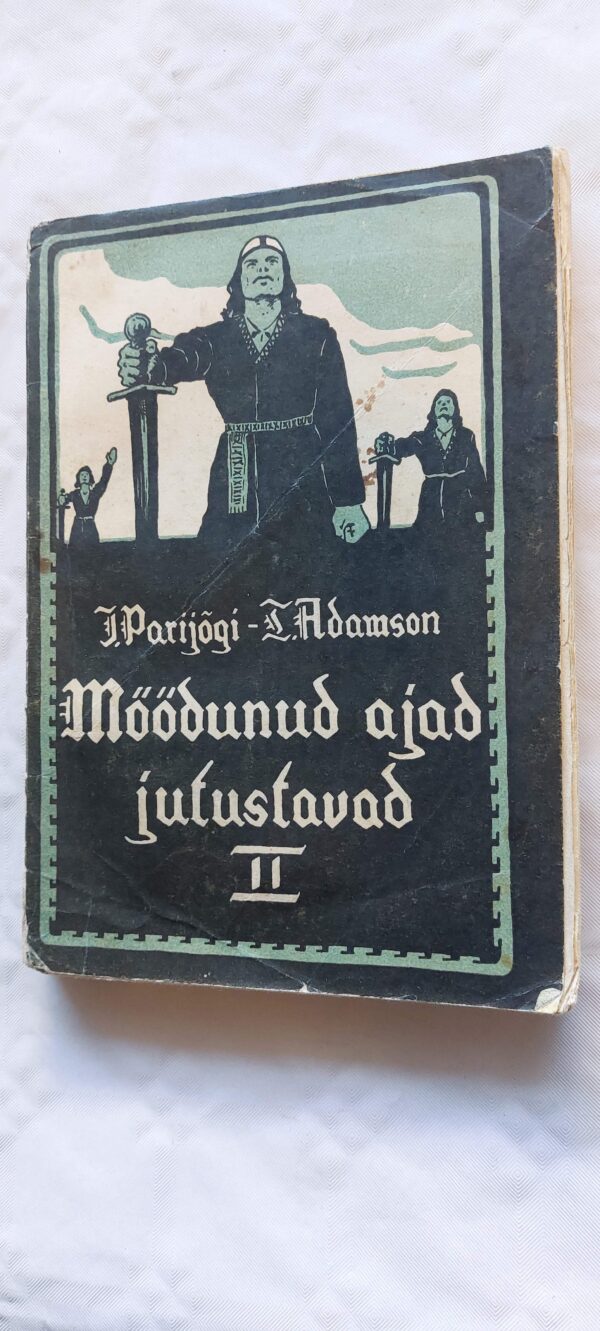 J. Parijõgi - T. Adamson
Möödunud ajad
jutustavad
II